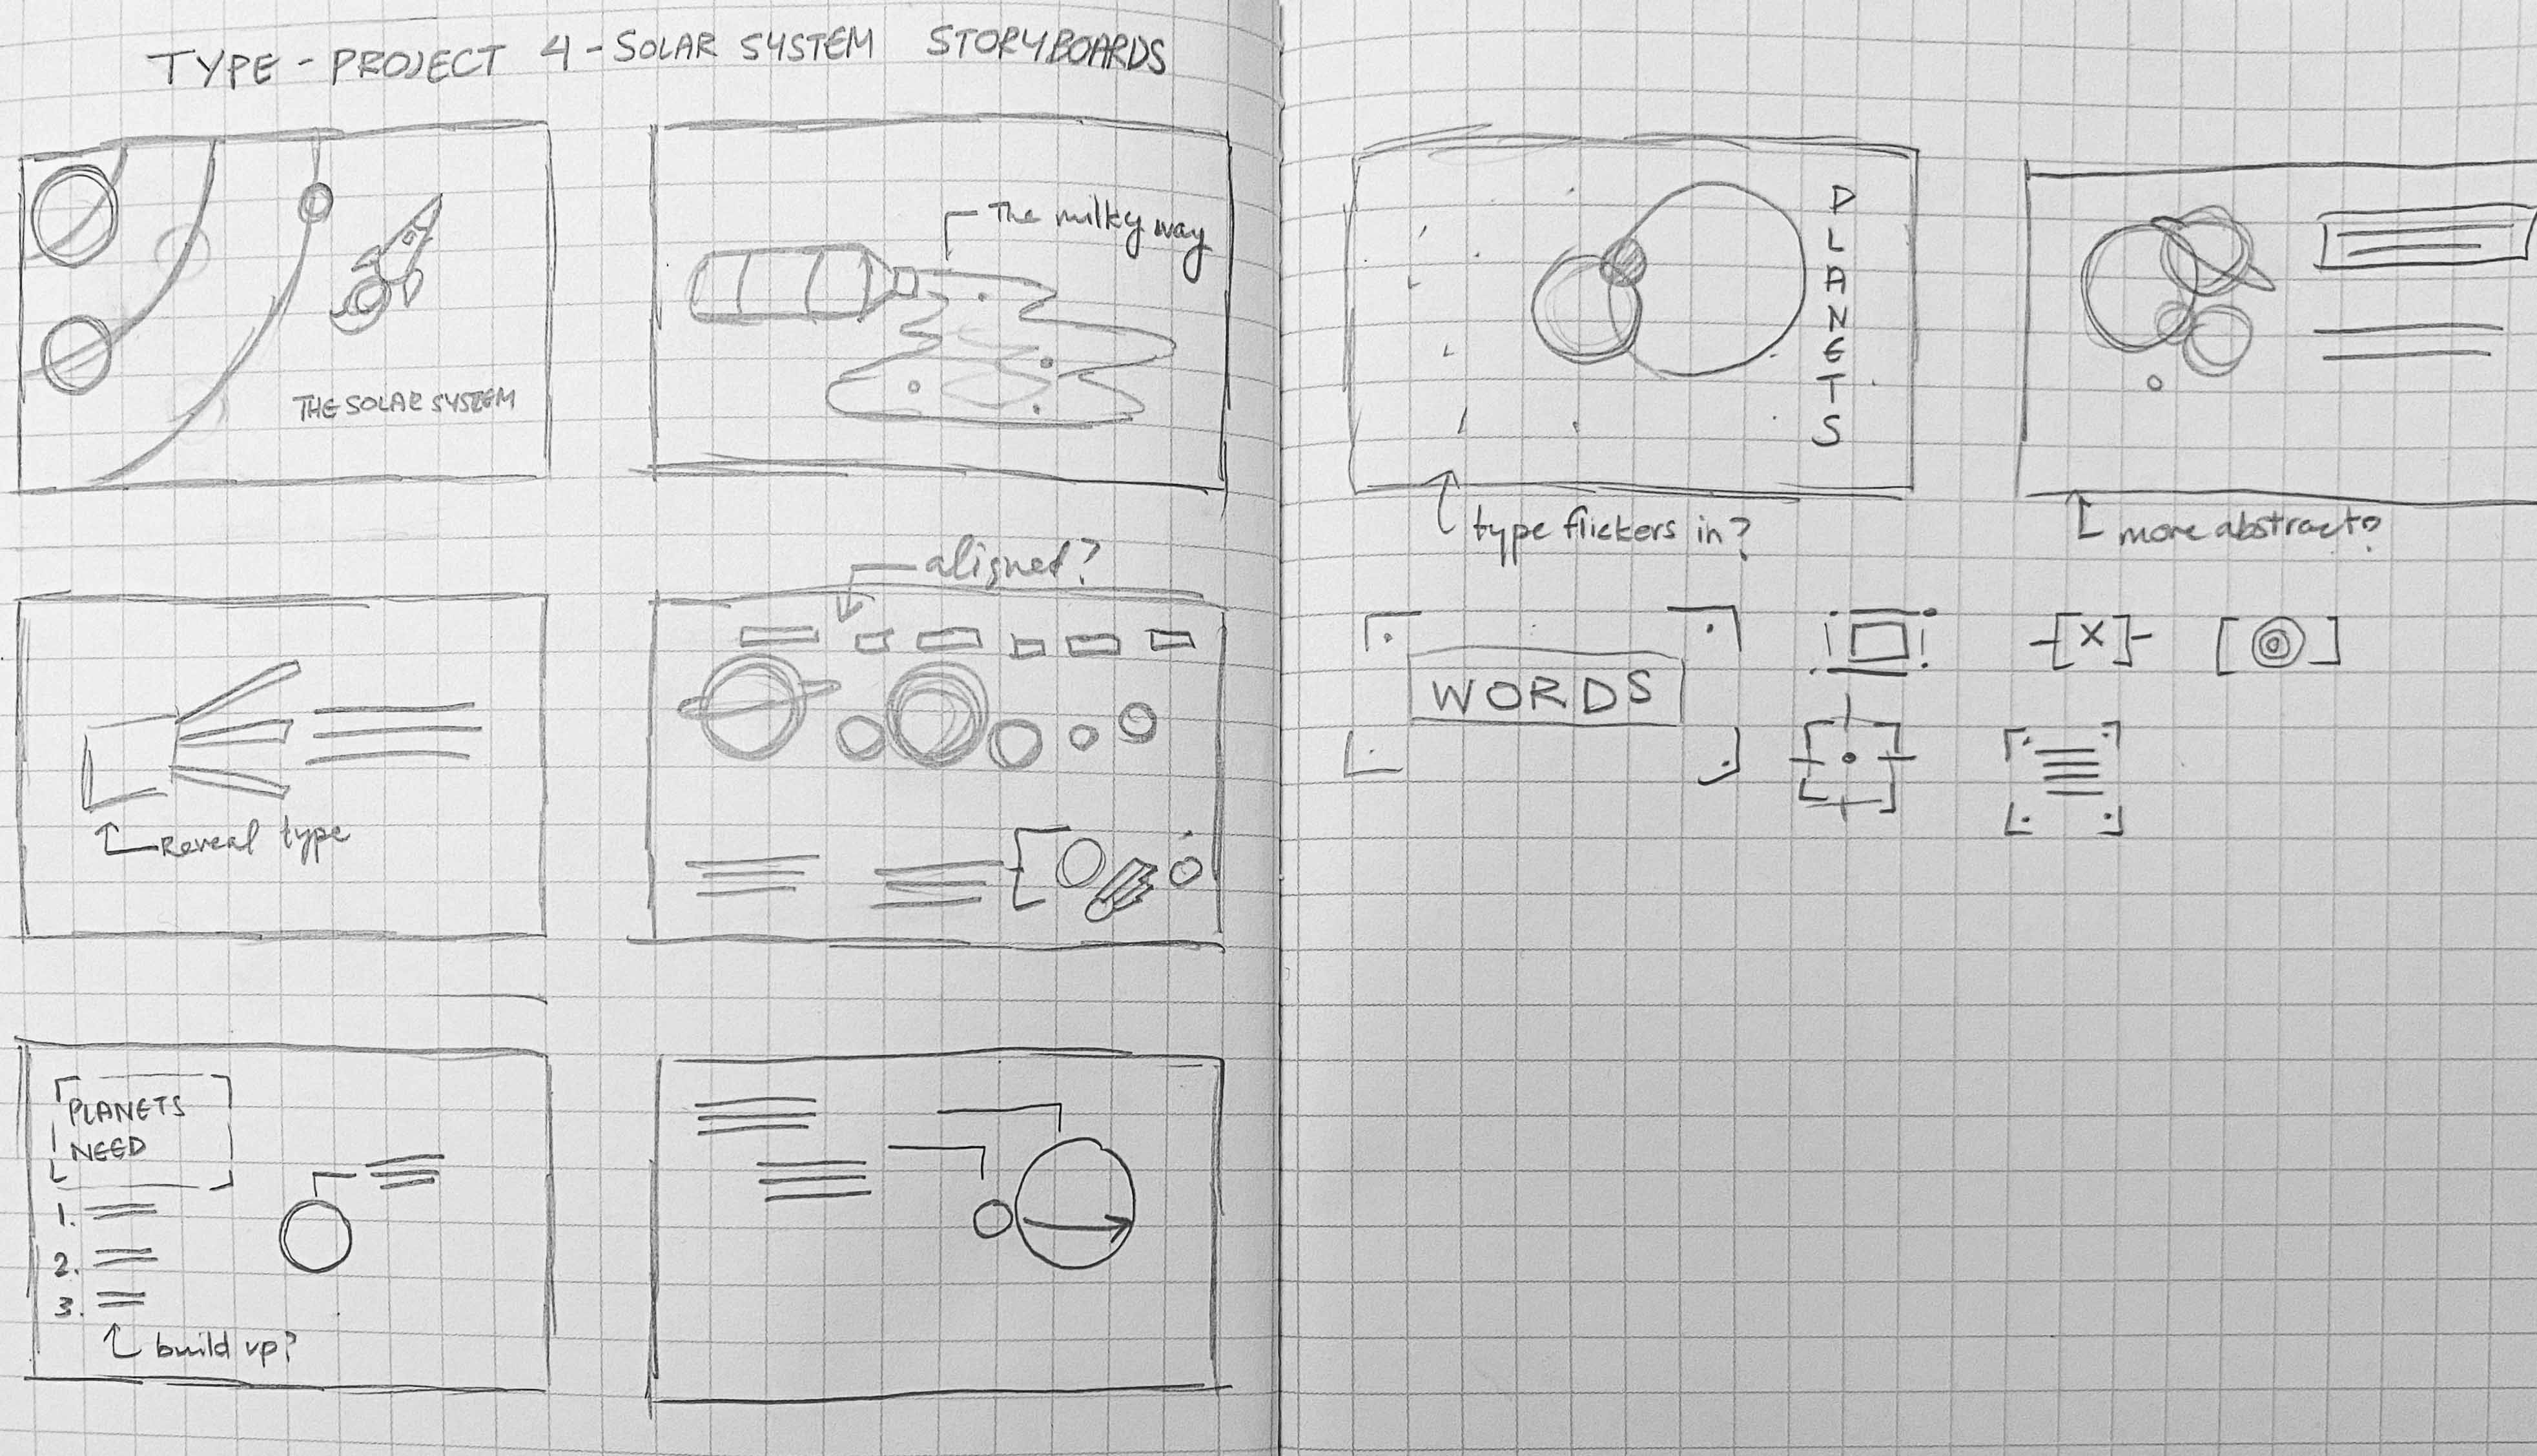 TYPE - PROJECT 4 - SOLAR SYSTEM STORYBOARDS
THE SOLAR SYSTEM
The milky way
Reveal type
aligned?
PLANETS
NEED
1.
2.
3.
build up?
PLANETS
type flickers in?
more abstract?
WORDS
X